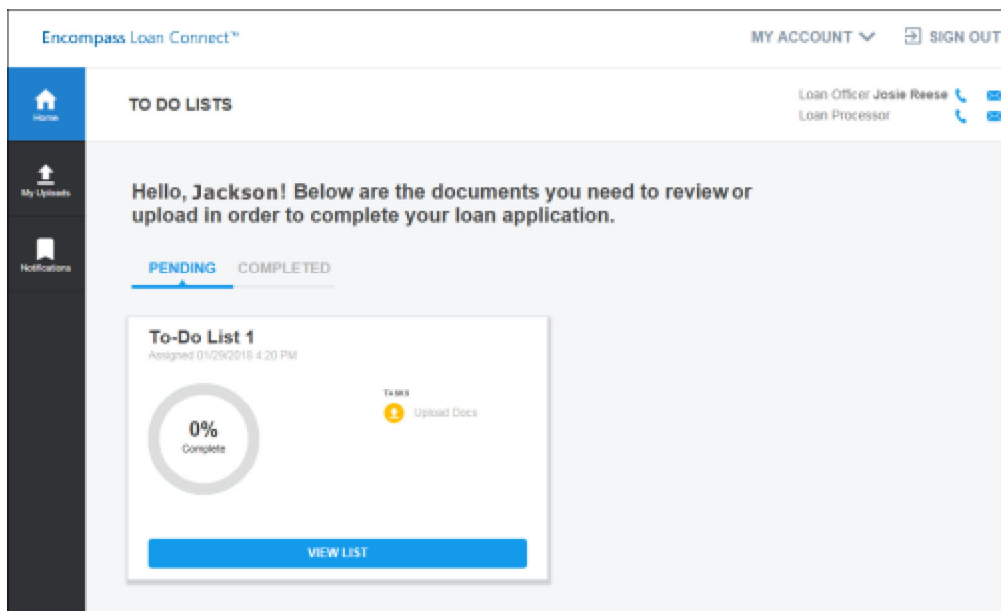 Encompass Loan Connect™
MY ACCOUNT
SIGN OUT
Home
My Uploads
Notifications
TO DO LISTS
Loan Officer Josie Reese
Loan Processor
Hello, Jackson! Below are the documents you need to review or
upload in order to complete your loan application.
PENDING
COMPLETED
To-Do List 1
Assigned 01/29/2018 4:20 PM
0%
Complete
TASKS
Upload Docs
VIEW LIST